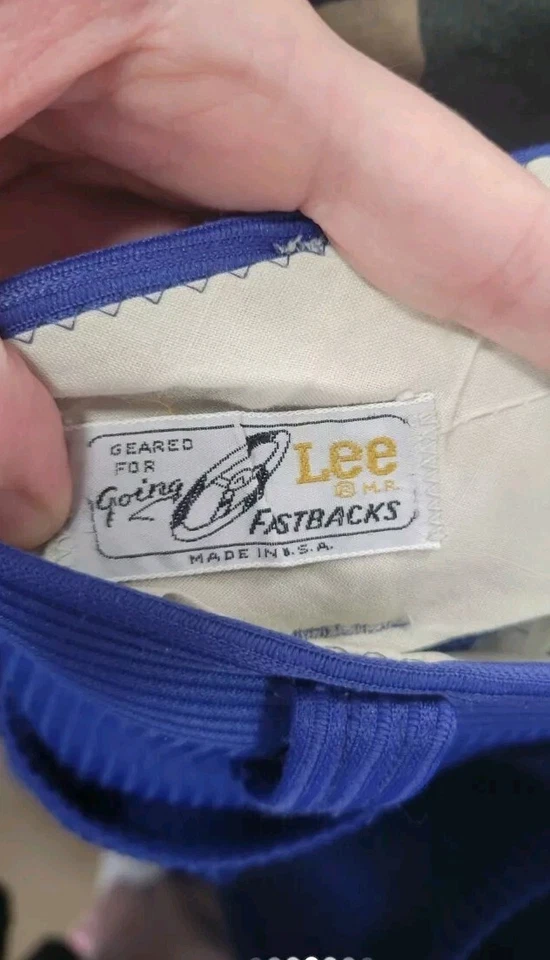 GEARED
FOR
Going
Lee
® M.R.
FASTBACKS
MADE IN U.S.A.